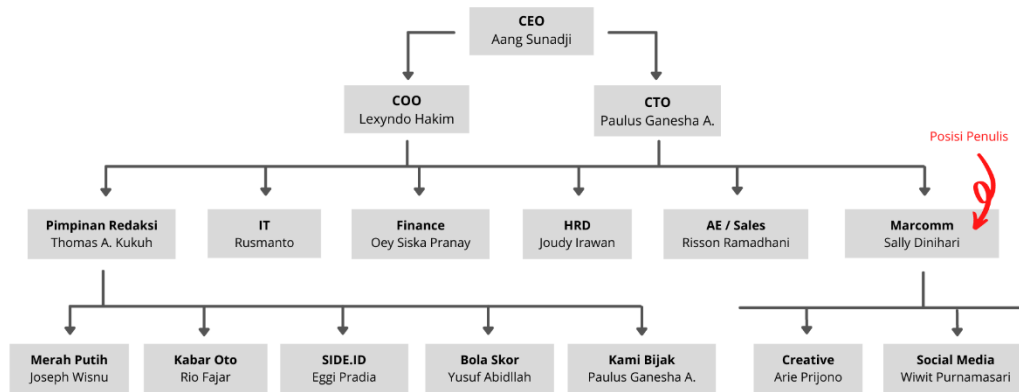 CEO
Aang Sunadji
COO
Lexyndo Hakim
CTO
Paulus Ganesha A.
Posisi Penulis
Pimpinan Redaksi
Thomas A. Kukuh
IT
Rusmanto
Finance
Oey Siska Pranay
HRD
Joudy Irawan
AE / Sales
Risson Ramadhani
Marcomm
Sally Dinihari
Merah Putih
Joseph Wisnu
Kabar Oto
Rio Fajar
SIDE.ID
Eggi Pradia
Bola Skor
Yusuf Abidllah
Kami Bijak
Paulus Ganesha A.
Creative
Arie Prijono
Social Media
Wiwit Purnamasari